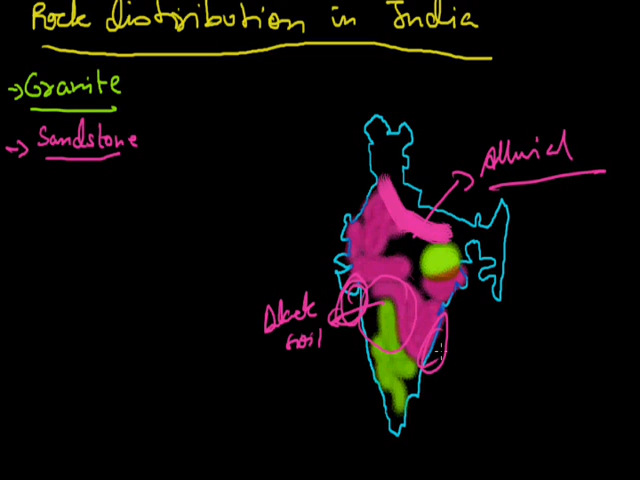 Rock distribution in India
→ Granite
→ Sandstone
Alluvial
Black
soil